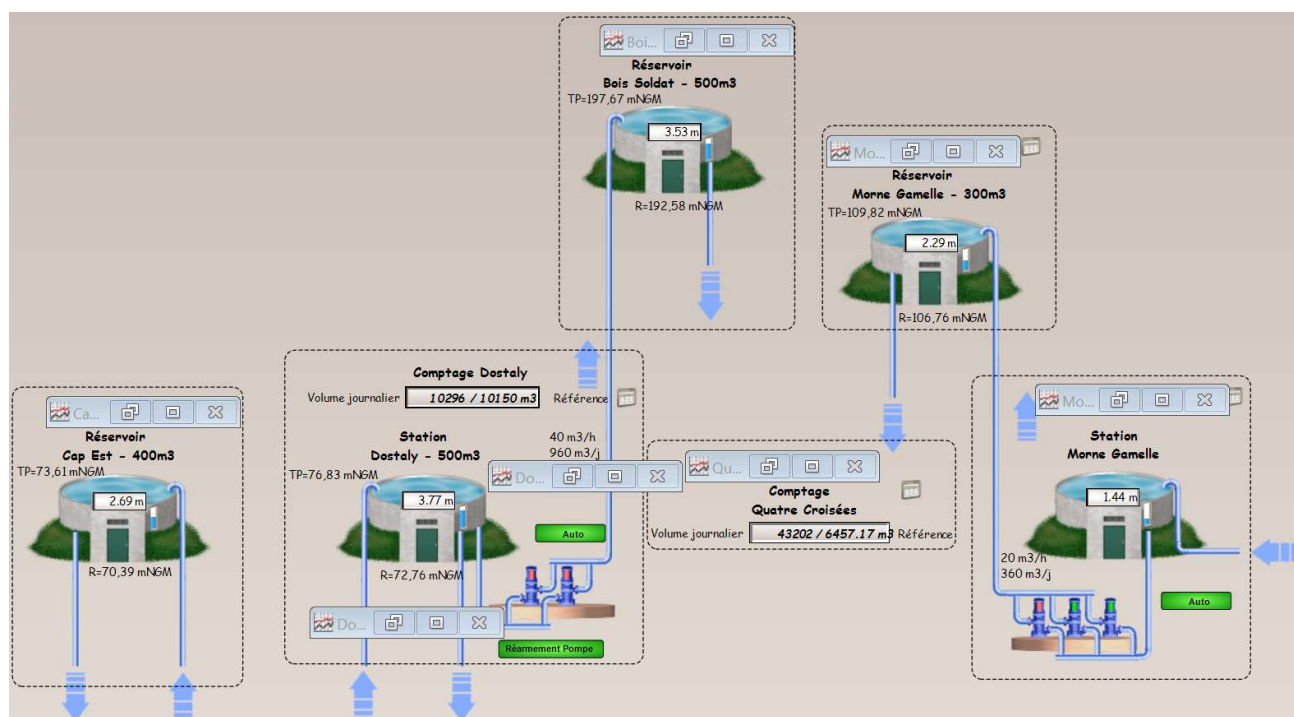 Boi...
Réservoir
Bois Soldat - 500m3
TP=197,67 mNGM
3.53 m
R=192,58 mNGM
Mo...
Réservoir
Morne Gamelle - 300m3
TP=109,82 mNGM
2.29 m
R=106,76 mNGM
Ca...
Réservoir
Cap Est - 400m3
TP=73,61 mNGM
2.69 m
R=70,39 mNGM
Comptage Dostaly
Volume journalier 10296 / 10150 m3 Référence
Station
Dostaly - 500m3
TP=76,83 mNGM
3.77 m
R=72,76 mNGM
40 m3/h
960 m3/j
Do...
Auto
Do...
Réarmement Pompe
Qu...
Comptage
Quatre Croisées
Volume journalier 43202 / 6457.17 m3 Référence
Mo...
Station
Morne Gamelle
1.44 m
20 m3/h
360 m3/j
Auto